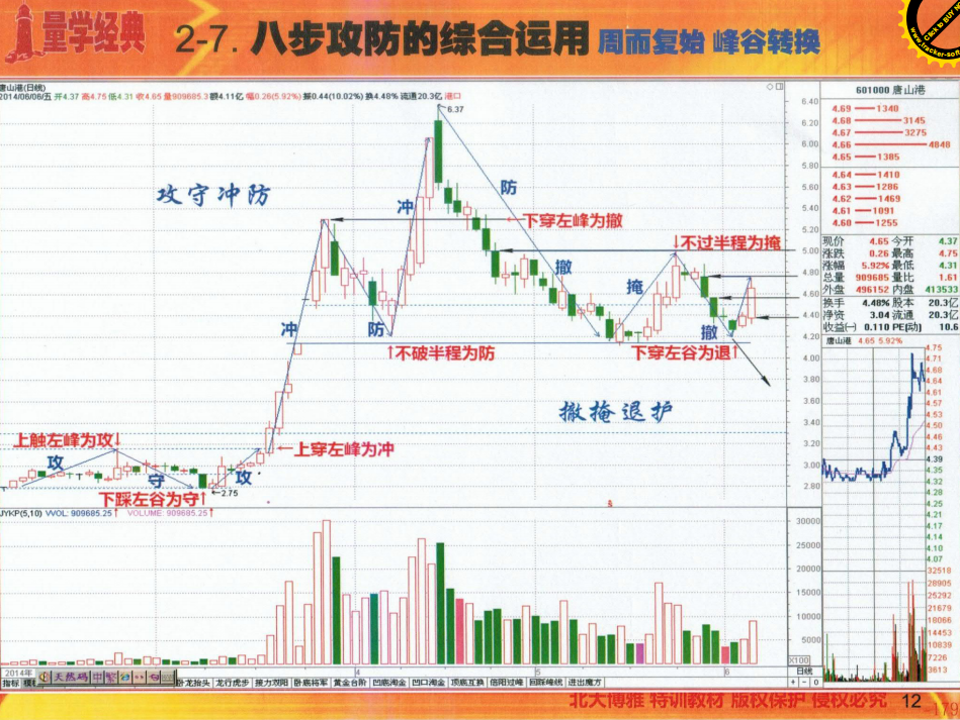 量学经典
2-7. 八步攻防的综合运用 周而复始 峰谷转换
Click to BUY NO
www.tracker-soft
唐山港(日线)
2014/06/06/五 开4.37 高4.75 低4.31 收4.65 量909685.3 额4.11亿 幅0.26(5.92%) 振0.44(10.02%) 换4.48% 流通20.3亿 港口
6.37
攻守冲防
冲
防
下穿左峰为撤
↓不过半程为掩
撤
掩
冲
防
↑不破半程为防
撤
下穿左谷为退↑
撤掩退护
上触左峰为攻↓
←上穿左峰为冲
攻
守
攻
下踩左谷为守↑
←2.75
6.40
6.20
6.00
5.80
5.60
5.40
5.20
5.00
4.80
4.60
4.40
4.20
4.00
3.80
3.60
3.40
3.20
3.00
2.80
JYKP(5,10) VVOL: 909685.25↑ VOLUME: 909685.25↑
30000
25000
20000
15000
10000
5000
X100
2014年
4
5
6
日线
指标
天然码
卧龙抬头 龙行虎步 接力双阳 卧底将军 黄金台阶 凹底淘金 凹口淘金 顶底互换 倍阳过峰 回踩峰线 进出魔方
601000 唐山港
4.69 1340
4.68 3145
4.67 3275
4.66 4848
4.65 1385
4.64 1410
4.63 1286
4.62 1469
4.61 1091
4.60 1255
现价 4.65 今开 4.37
涨跌 0.26 最高 4.75
涨幅 5.92% 最低 4.31
总量 909685 量比 1.61
外盘 496152 内盘 413533
换手 4.48% 股本 20.3亿
净资 3.04 流通 20.3亿
收益(一) 0.110 PE(动) 10.6
唐山港 4.65 5.92%
4.75
4.71
4.68
4.64
4.61
4.57
4.53
4.50
4.46
4.43
4.39
4.35
4.32
4.28
4.25
4.21
4.17
4.14
4.10
4.07
32518
28905
25292
21679
18066
14453
10839
7226
3613
北大博雅 特训教材 版权保护 侵权必究 12
179